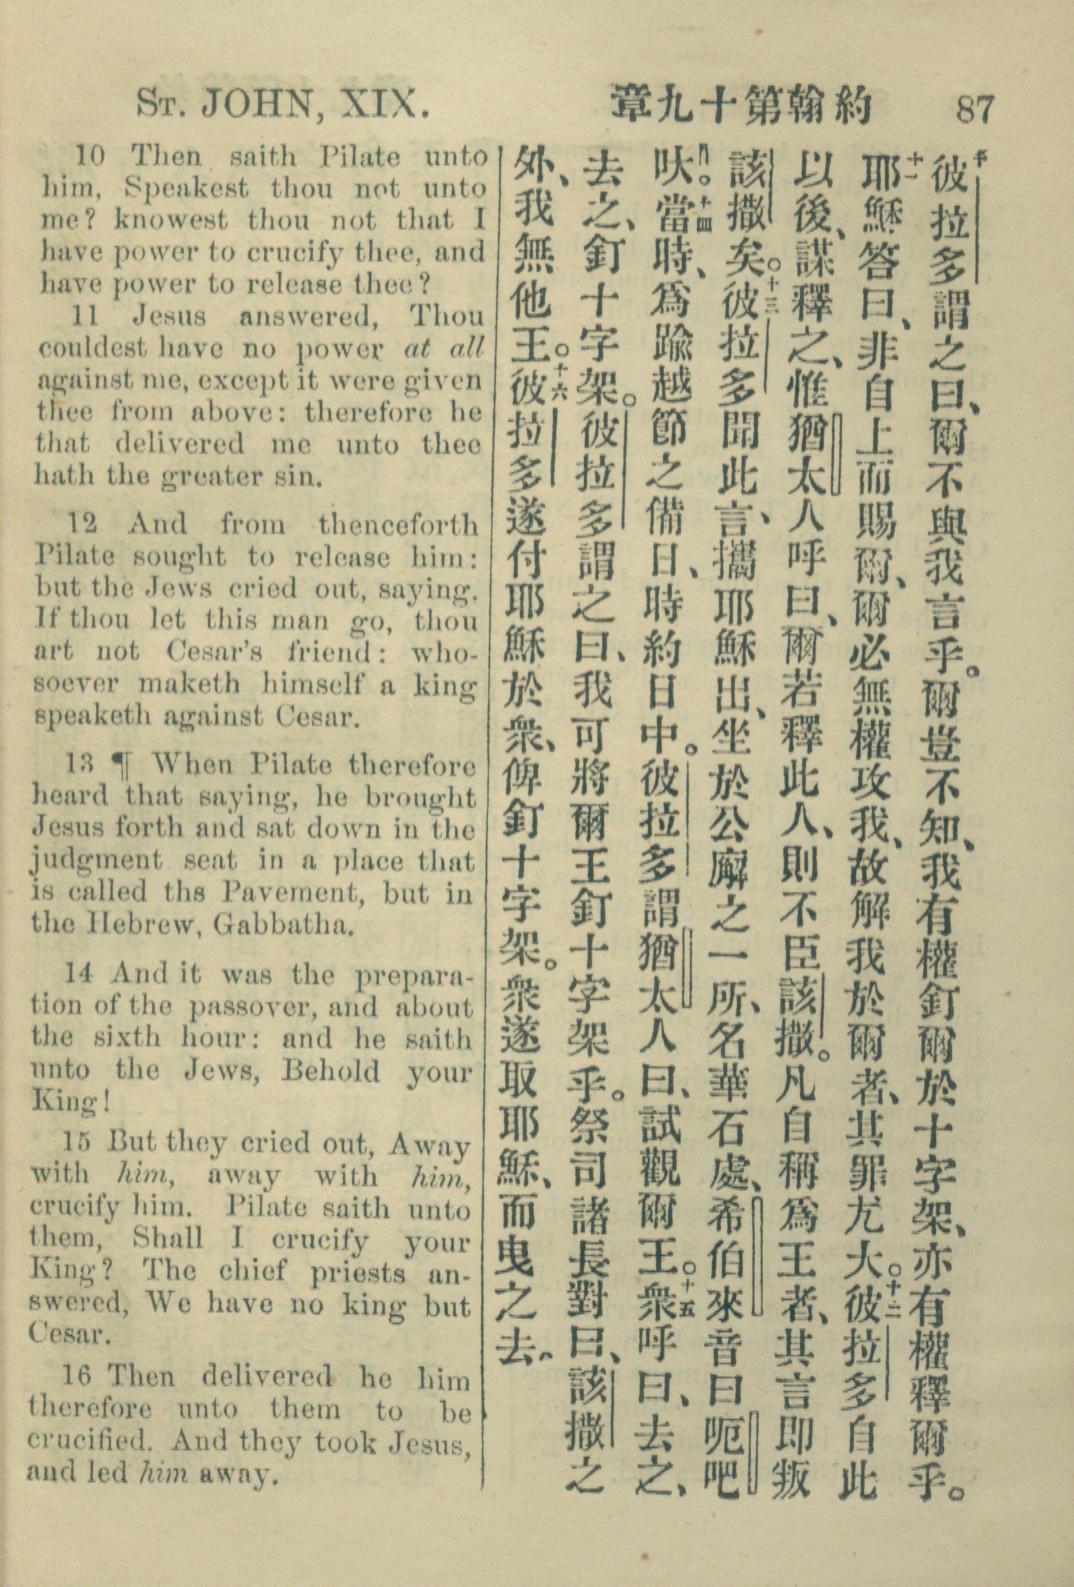 St. JOHN, XIX.
章九十第翰約
87
10 Then saith Pilate unto
him, Speakest thou not unto
me? knowest thou not that I
have power to crucify thee, and
have power to release thee?
11 Jesus answered, Thou
couldest have no power at all
against me, except it were given
thee from above: therefore he
that delivered me unto thee
hath the greater sin.
12 And from thenceforth
Pilate sought to release him:
but the Jews cried out, saying,
If thou let this man go, thou
art not Cesar's friend: who-
soever maketh himself a king
speaketh against Cesar.
13 ¶ When Pilate therefore
heard that saying, he brought
Jesus forth and sat down in the
judgment seat in a place that
is called ths Pavement, but in
the Hebrew, Gabbatha.
14 And it was the prepara-
tion of the passover, and about
the sixth hour: and he saith
unto the Jews, Behold your
King!
15 But they cried out, Away
with him, away with him,
crucify him. Pilate saith unto
them, Shall I crucify your
King? The chief priests an-
swered, We have no king but
Cesar.
16 Then delivered he him
therefore unto them to be
crucified. And they took Jesus,
and led him away.
十彼拉多謂之曰、爾不與我言乎。爾豈不知、我有權釘爾於十字架、亦有權釋爾乎。
十一耶穌答曰、非自上而賜爾、爾必無權攻我、故解我於爾者、其罪尤大。十二彼拉多自此
以後、謀釋之、惟猶太人呼曰、爾若釋此人、則不臣該撒。凡自稱爲王者、其言即叛
該撒矣。十三彼拉多聞此言、攜耶穌出、坐於公廨之一所、名華石處、希伯來音曰呃吧
吠。十四當時、爲踰越節之備日、時約日中。彼拉多謂猶太人曰、試觀爾王。十五衆呼曰、去之、
去之、釘十字架。彼拉多謂之曰、我可將爾王釘十字架乎。祭司諸長對曰、該撒之
外、我無他王。十六彼拉多遂付耶穌於衆、俾釘十字架。衆遂取耶穌、而曳之去。